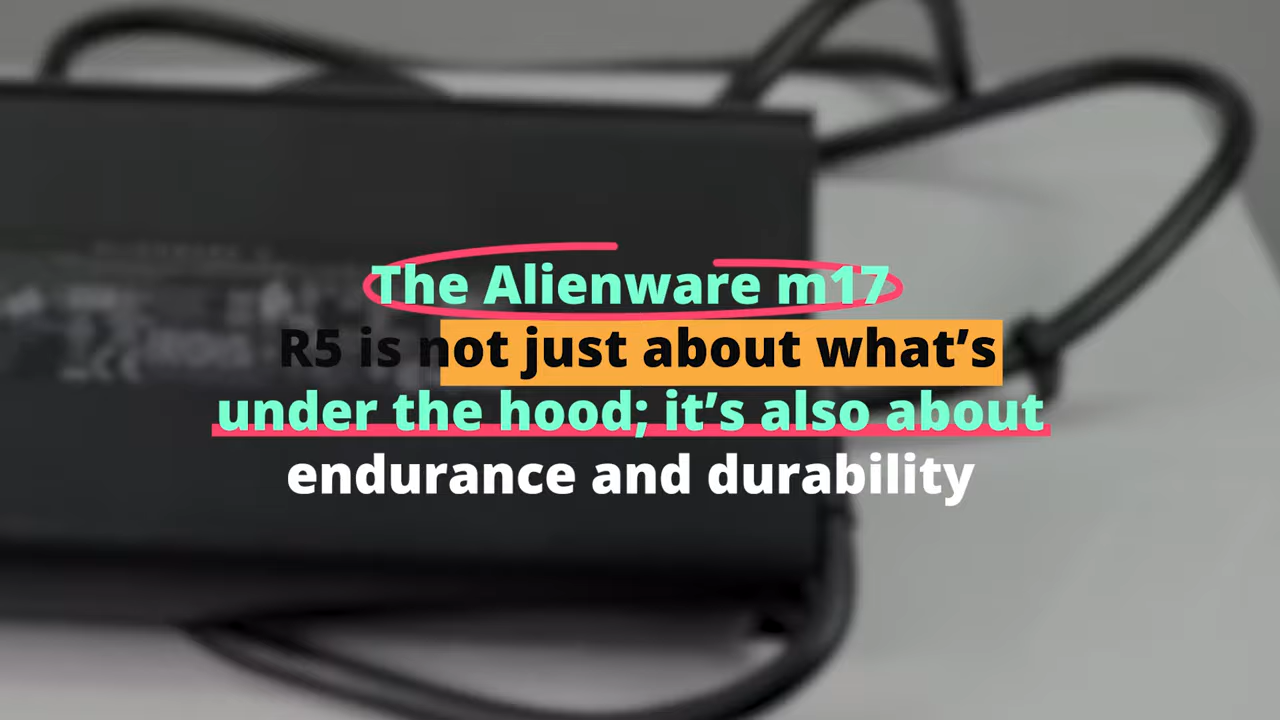 The Alienware m17
R5 is not just about what’s
under the hood; it’s also about
endurance and durability